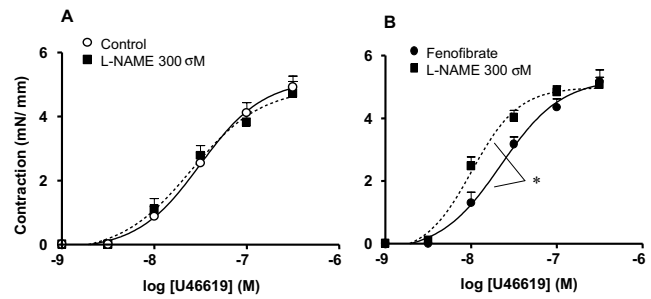 A
Control
L-NAME 300 σM
6
4
2
0
-9
-8
-7
-6
Contraction (mN/ mm)
log [U46619] (M)
B
Fenofibrate
L-NAME 300 σM
6
4
2
0
*
-9
-8
-7
-6
log [U46619] (M)